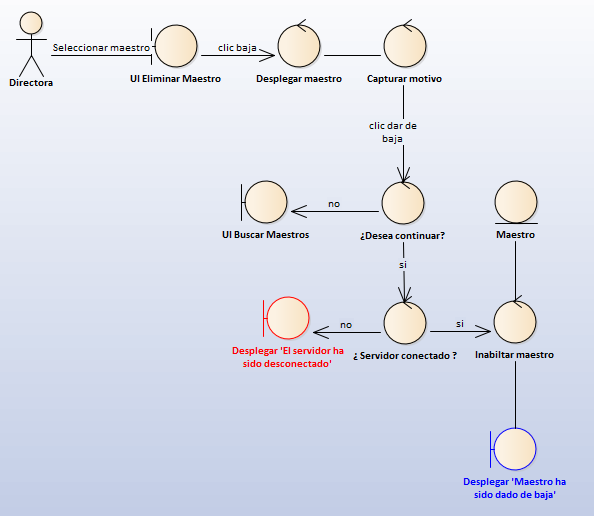 Seleccionar maestro
clic baja
Directora
UI Eliminar Maestro
Desplegar maestro
Capturar motivo
clic dar de
baja
no
UI Buscar Maestros
¿Desea continuar?
Maestro
si
no
si
Desplegar 'El servidor ha
sido desconectado'
¿ Servidor conectado ?
Inabiltar maestro
Desplegar 'Maestro ha
sido dado de baja'